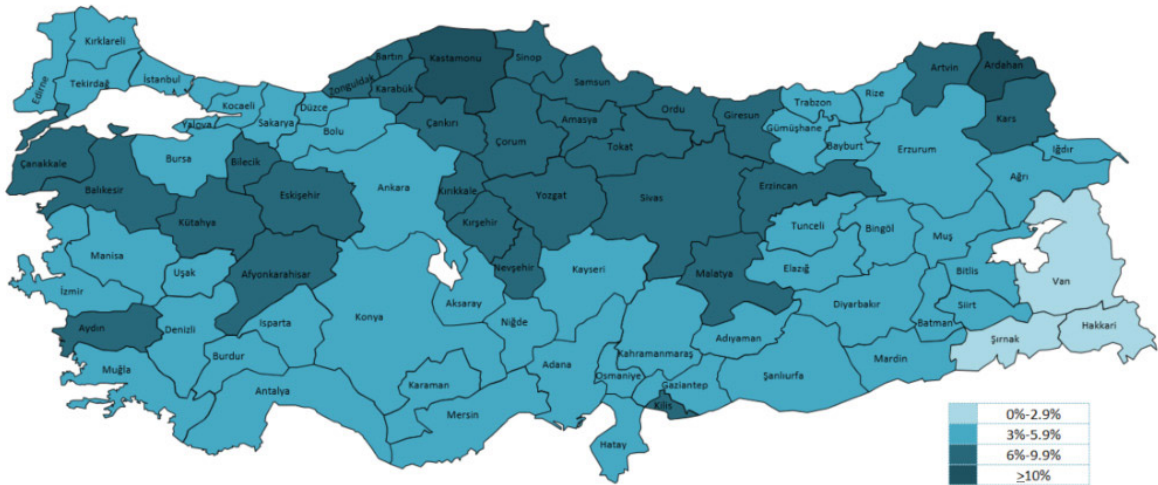 Kırklareli
Edirne
Tekirdağ
İstanbul
Kocaeli
Yalova
Sakarya
Düzce
Bolu
Zonguldak
Bartın
Karabük
Kastamonu
Sinop
Çankırı
Samsun
Çorum
Amasya
Ordu
Tokat
Giresun
Trabzon
Gümüşhane
Rize
Bayburt
Artvin
Ardahan
Kars
Iğdır
Erzurum
Ağrı
Çanakkale
Balıkesir
Bursa
Bilecik
Kütahya
Eskişehir
Ankara
Kırıkkale
Kırşehir
Yozgat
Sivas
Erzincan
Tunceli
Bingöl
Muş
Bitlis
Van
Manisa
Uşak
Afyonkarahisar
İzmir
Aydın
Denizli
Isparta
Burdur
Muğla
Antalya
Konya
Aksaray
Nevşehir
Niğde
Kayseri
Malatya
Elazığ
Diyarbakır
Batman
Siirt
Şırnak
Hakkari
Karaman
Mersin
Adana
Kahramanmaraş
Osmaniye
Gaziantep
Kilis
Hatay
Adıyaman
Şanlıurfa
Mardin
0%-2.9%
3%-5.9%
6%-9.9%
≥10%